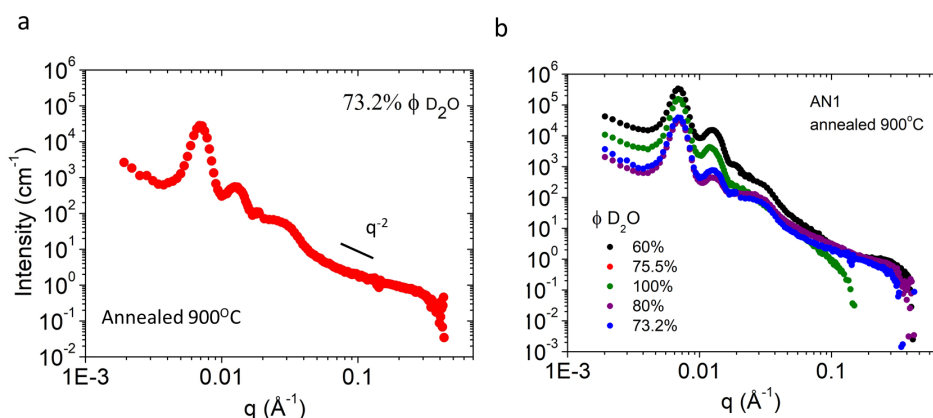 a
10^6
10^5
10^4
10^3
10^2
10^1
10^0
10^-1
10^-2
Intensity (cm^-1)
73.2% ϕ D_2O
q^-2
Annealed 900^OC
1E-3
0.01
0.1
q (Å^-1)
b
10^6
10^5
10^4
10^3
10^2
10^1
10^0
10^-1
10^-2
10^-3
AN1
annealed 900°C
ϕ D_2O
60%
75.5%
100%
80%
73.2%
1E-3
0.01
0.1
q (Å^-1)